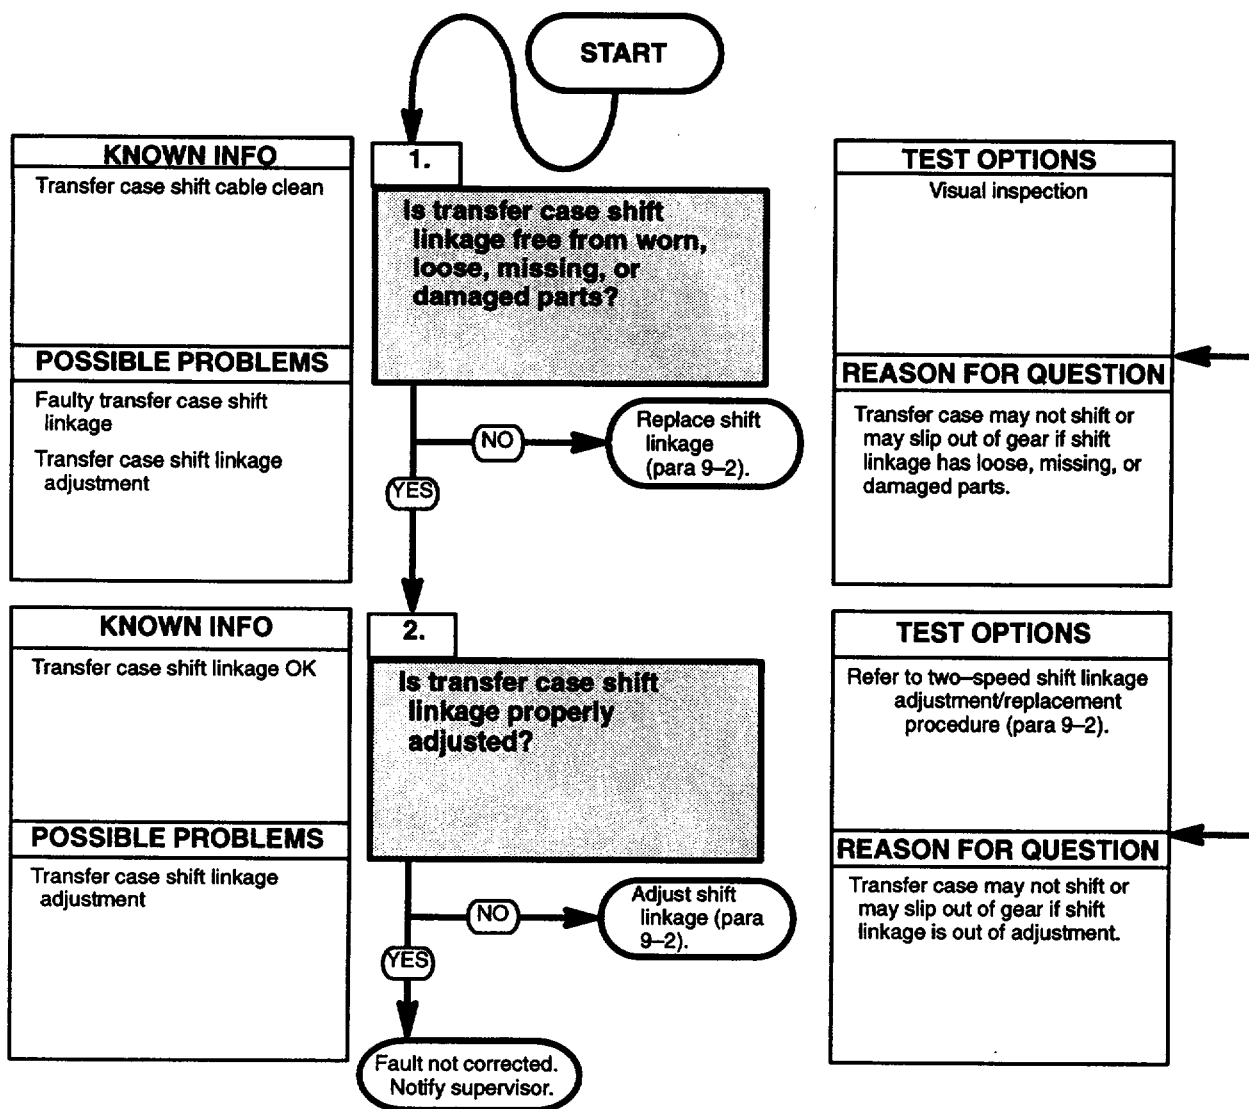 START
KNOWN INFO
Transfer case shift cable clean
POSSIBLE PROBLEMS
Faulty transfer case shift
linkage
Transfer case shift linkage
adjustment
1.
Is transfer case shift
linkage free from worn,
loose, missing, or
damaged parts?
NO
Replace shift
linkage
(para 9–2).
YES
TEST OPTIONS
Visual inspection
REASON FOR QUESTION
Transfer case may not shift or
may slip out of gear if shift
linkage has loose, missing, or
damaged parts.
KNOWN INFO
Transfer case shift linkage OK
POSSIBLE PROBLEMS
Transfer case shift linkage
adjustment
2.
Is transfer case shift
linkage properly
adjusted?
NO
Adjust shift
linkage (para
9–2).
YES
Fault not corrected.
Notify supervisor.
TEST OPTIONS
Refer to two–speed shift linkage
adjustment/replacement
procedure (para 9–2).
REASON FOR QUESTION
Transfer case may not shift or
may slip out of gear if shift
linkage is out of adjustment.